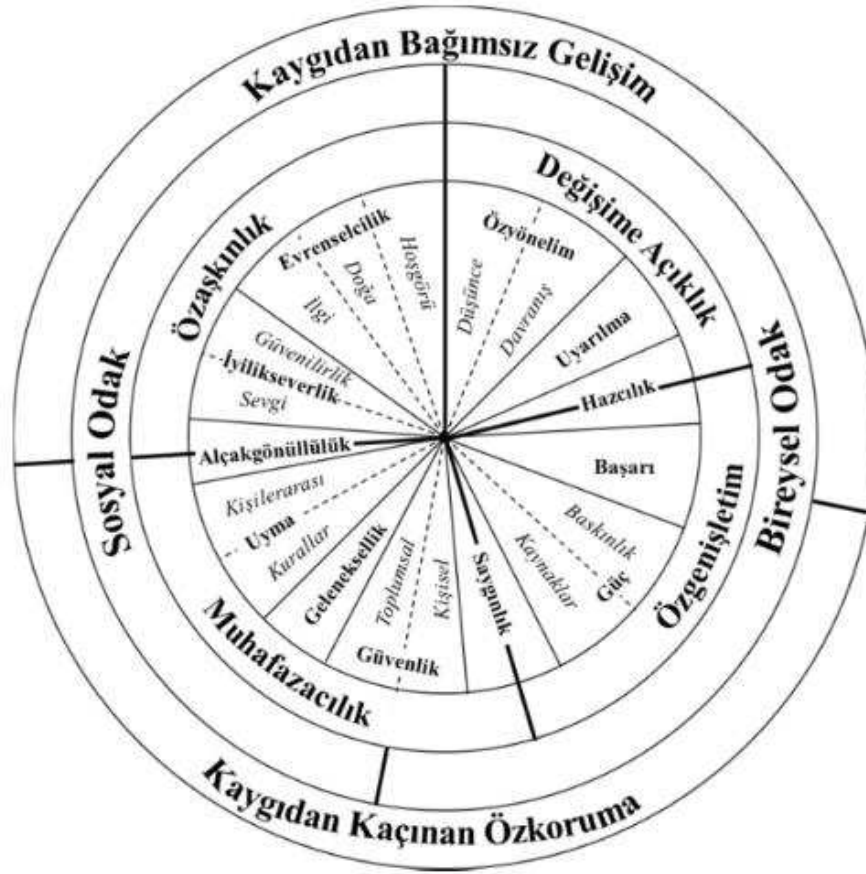 Kaygıdan Bağımsız Gelişim
Değişime Açıklık
Özaşkınlık
Özyönelim
Evrenselcilik
Hoşgörü
Doğa
İlgi
Düşünce
Davranış
Uyarılma
Hazcılık
Güvenilirlik
İyilikseverlik
Sevgi
Alçakgönüllülük
Başarı
Bireysel Odak
Sosyal Odak
Kişilerarası
Uyma
Kurallar
Baskınlık
Güç
Kaynaklar
Özgenişletim
Geleneksellik
Toplumsal
Kişisel
Güvenlik
Saygınlık
Muhafazacılık
Kaygıdan Kaçınan Özkoruma